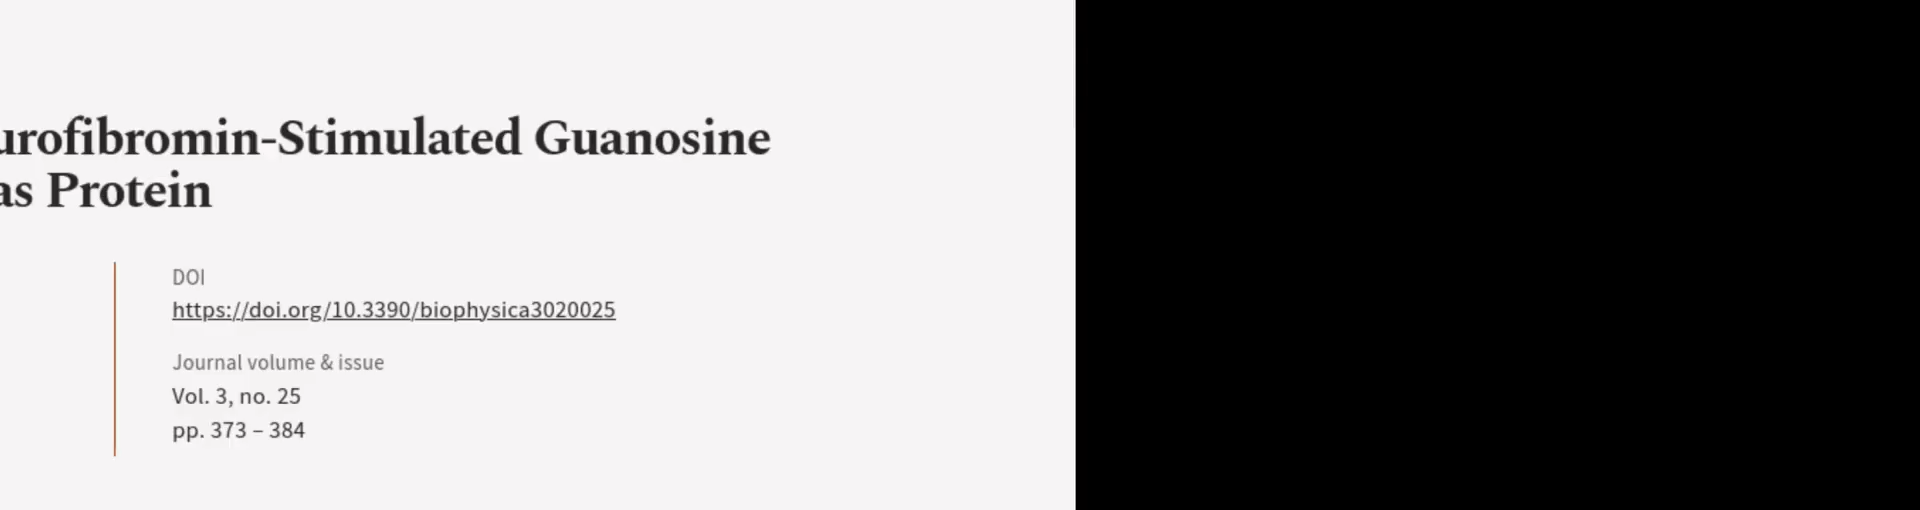 urofibromin-Stimulated Guanosine
as Protein
DOI
https://doi.org/10.3390/biophysica3020025
Journal volume & issue
Vol. 3, no. 25
pp. 373 – 384